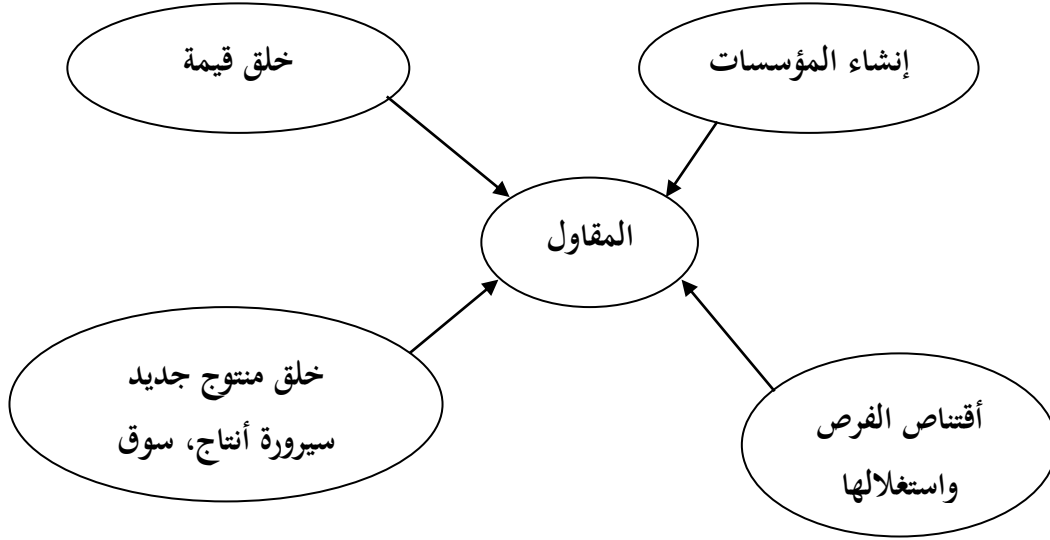 إنشاء المؤسسات
خلق قيمة
المقاول
خلق منتوج جديد
سيرورة أنتاج، سوق
أقتناص الفرص
واستغلالها